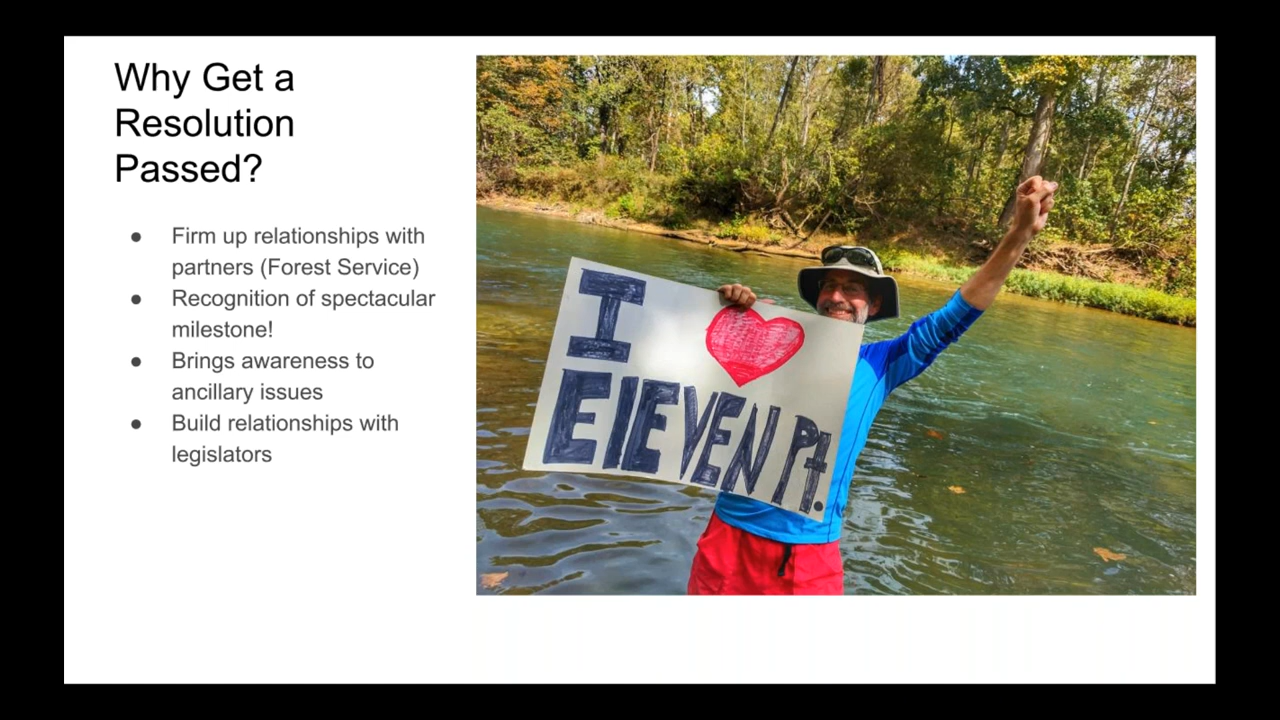 Why Get a
Resolution
Passed?
● Firm up relationships with
partners (Forest Service)
● Recognition of spectacular
milestone!
● Brings awareness to
ancillary issues
● Build relationships with
legislators
I ❤
ElEVEN Pt.